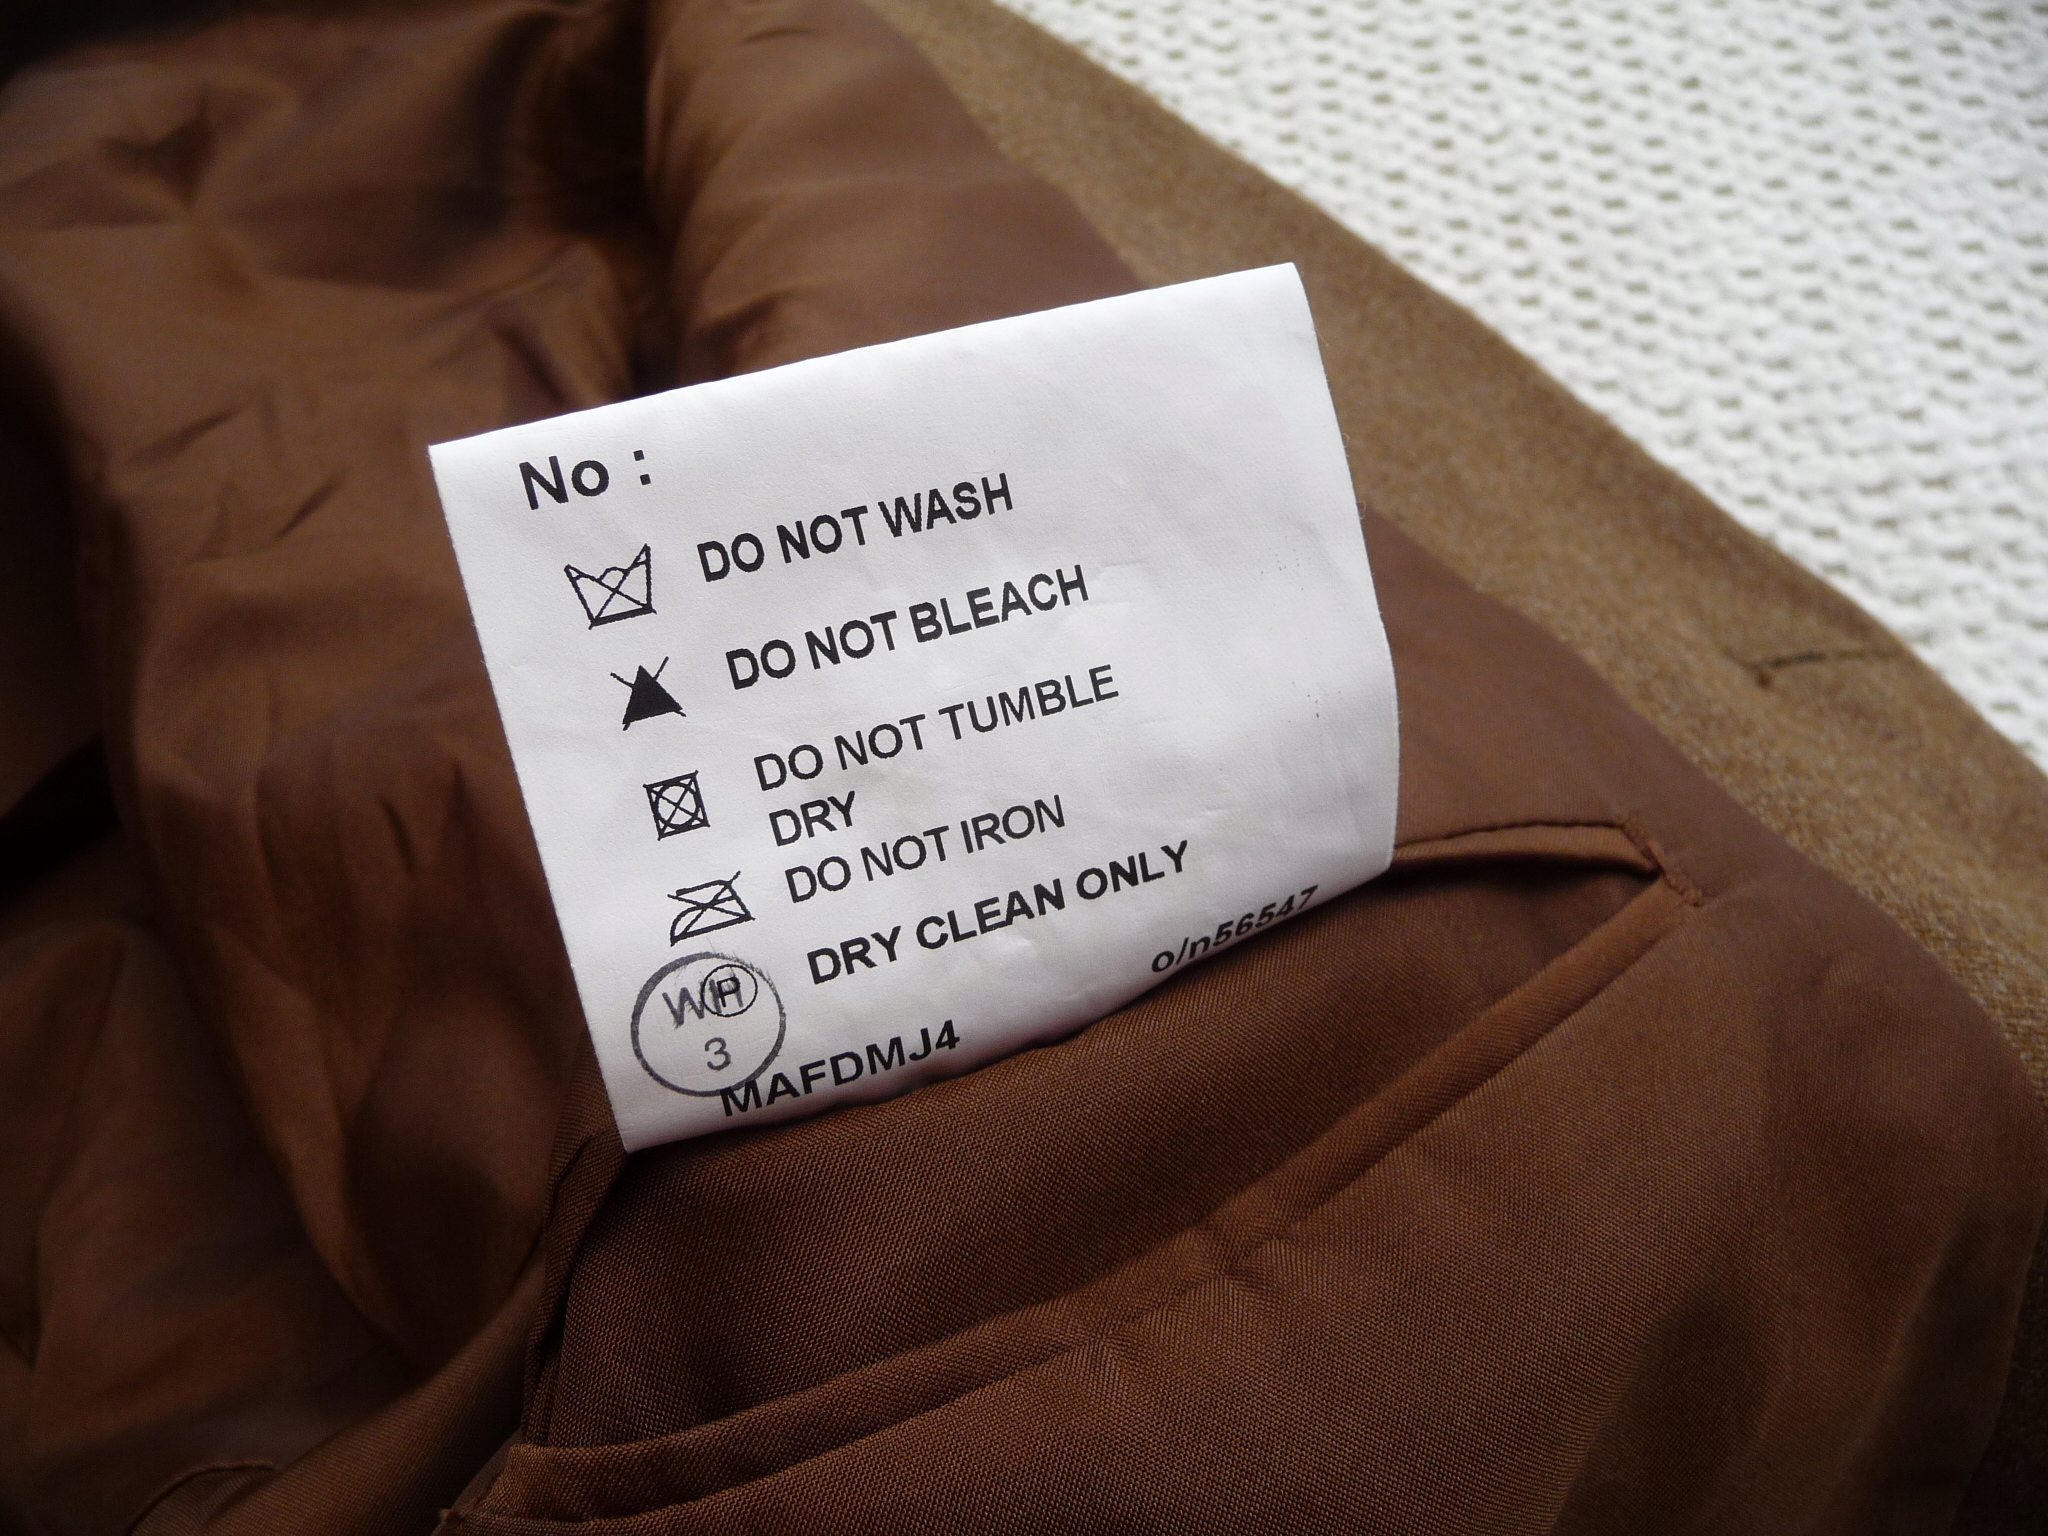 No :
DO NOT WASH
DO NOT BLEACH
DO NOT TUMBLE
DRY
DO NOT IRON
DRY CLEAN ONLY
P
WH
3
o/n56547
MAFDMJ4